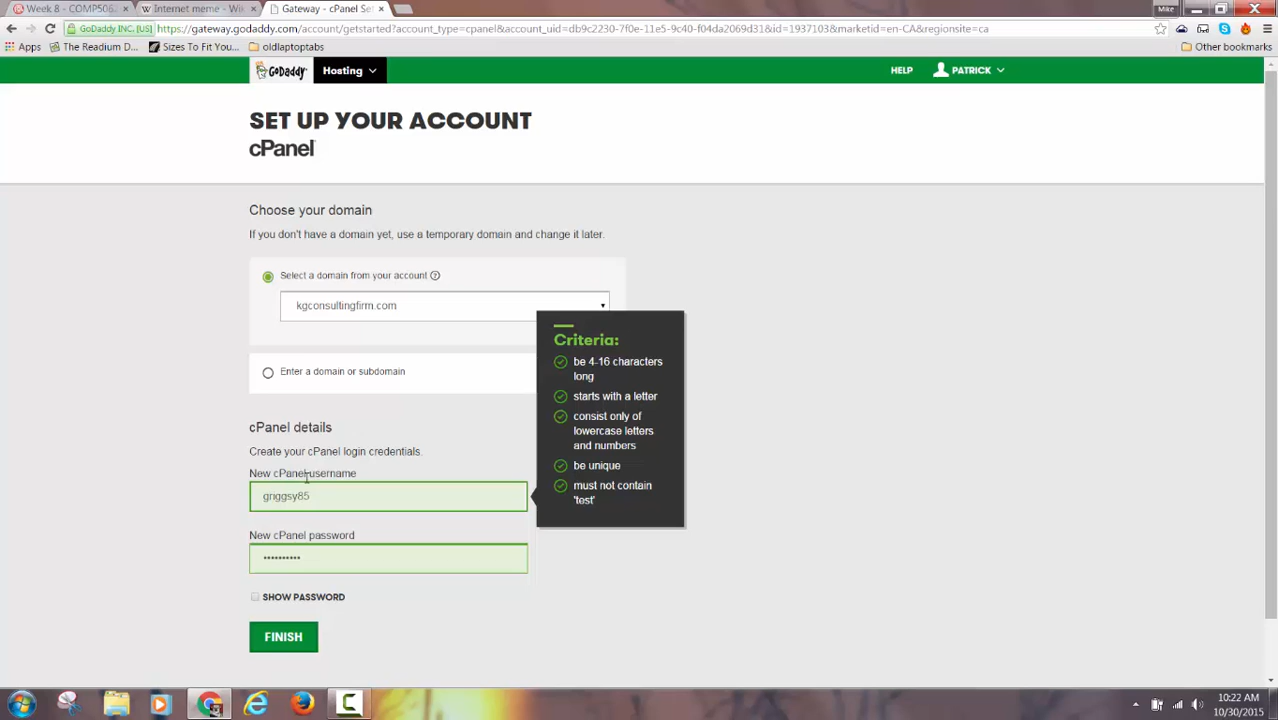 Week 8 - COMP506
Internet meme - Wi
Gateway - cPanel Set
Mike
GoDaddy INC. [US]
https://gateway.godaddy.com/account/getstarted?account_type=cpanel&account_uid=db9c2230-7f0e-11e5-9c40-f4da2069d31&id=1937103&marketid=en-CA&regionsite=ca
Apps
The Readium D...
Sizes To Fit You...
oldlaptoptabs
Other bookmarks
GoDaddy
Hosting
HELP
PATRICK
SET UP YOUR ACCOUNT
cPanel
Choose your domain
If you don't have a domain yet, use a temporary domain and change it later.
Select a domain from your account
kgconsultingfirm.com
Criteria:
be 4-16 characters
long
starts with a letter
consist only of
lowercase letters
and numbers
be unique
must not contain
'test'
Enter a domain or subdomain
cPanel details
Create your cPanel login credentials.
New cPanel username
griggsy85
New cPanel password
SHOW PASSWORD
FINISH
10:22 AM
10/30/2015